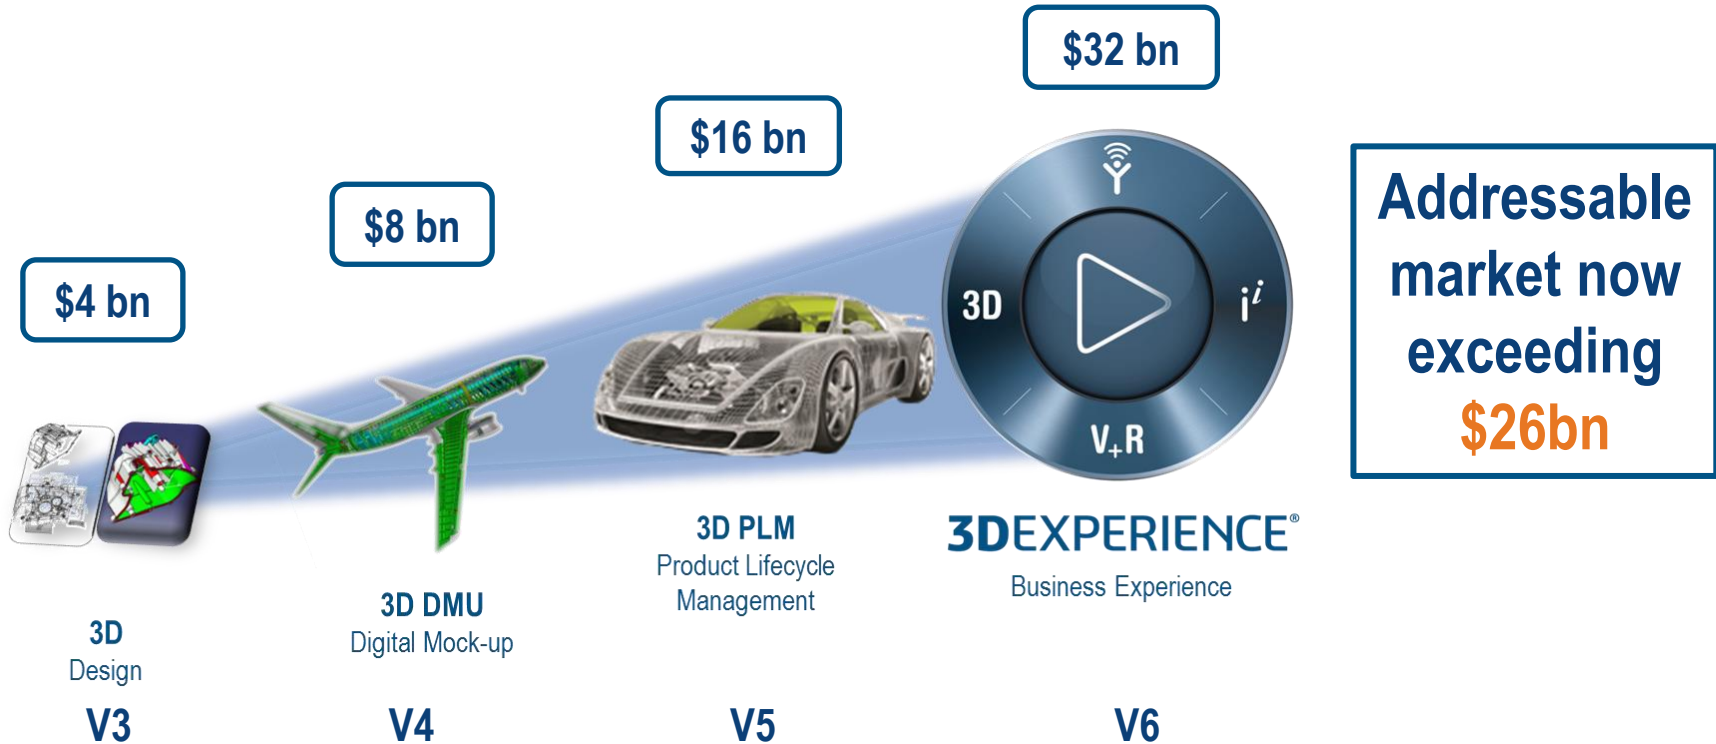 $4 bn
$8 bn
$16 bn
$32 bn
3D
iⁱ
V+R
Addressable
market now
exceeding
$26bn
3D
Design
V3
3D DMU
Digital Mock-up
V4
3D PLM
Product Lifecycle
Management
V5
3DEXPERIENCE®
Business Experience
V6